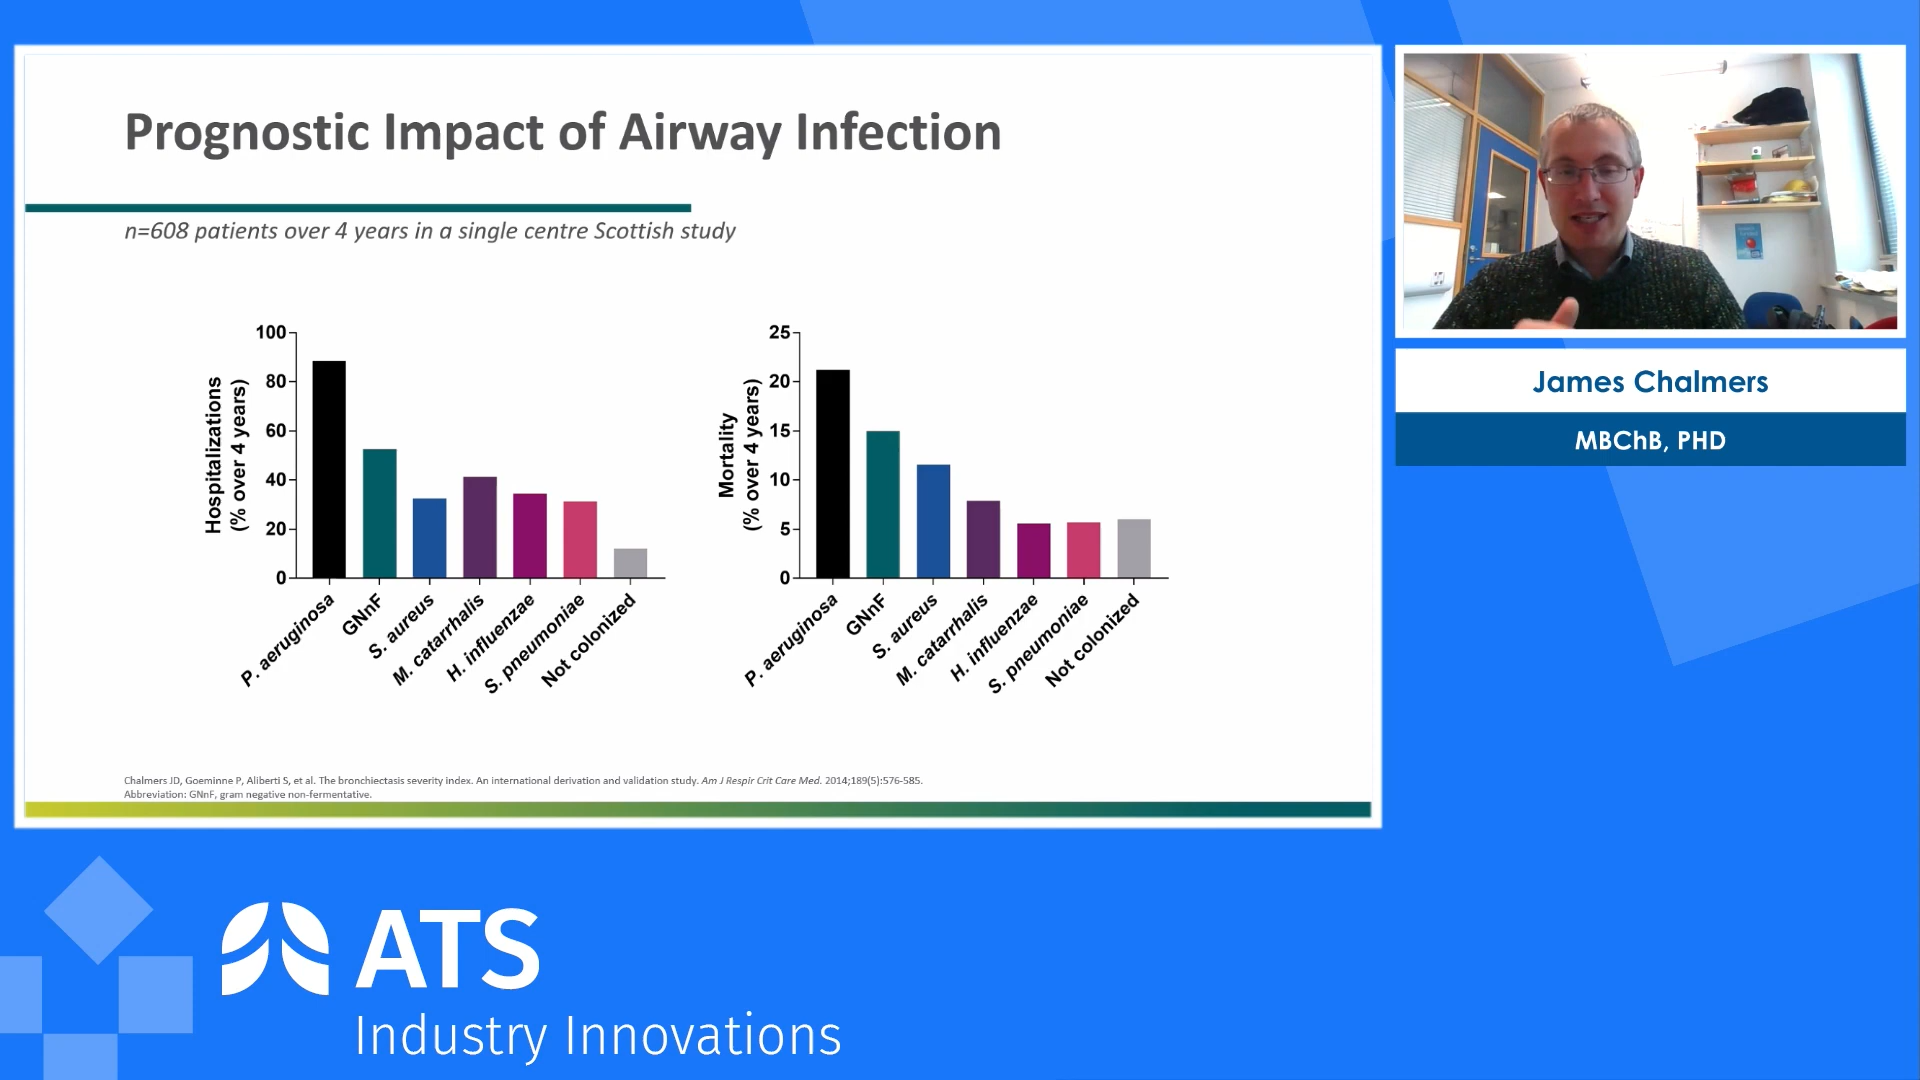 Prognostic Impact of Airway Infection
n=608 patients over 4 years in a single centre Scottish study
Hospitalizations
(% over 4 years)
100
80
60
40
20
0
P. aeruginosa
GNnF
S. aureus
M. catarrhalis
H. influenzae
S. pneumoniae
Not colonized
Mortality
(% over 4 years)
25
20
15
10
5
0
P. aeruginosa
GNnF
S. aureus
M. catarrhalis
H. influenzae
S. pneumoniae
Not colonized
Chalmers JD, Goeminne P, Aliberti S, et al. The bronchiectasis severity index. An international derivation and validation study. Am J Respir Crit Care Med. 2014;189(5):576-585.
Abbreviation: GNnF, gram negative non-fermentative.
James Chalmers
MBChB, PHD
ATS
Industry Innovations